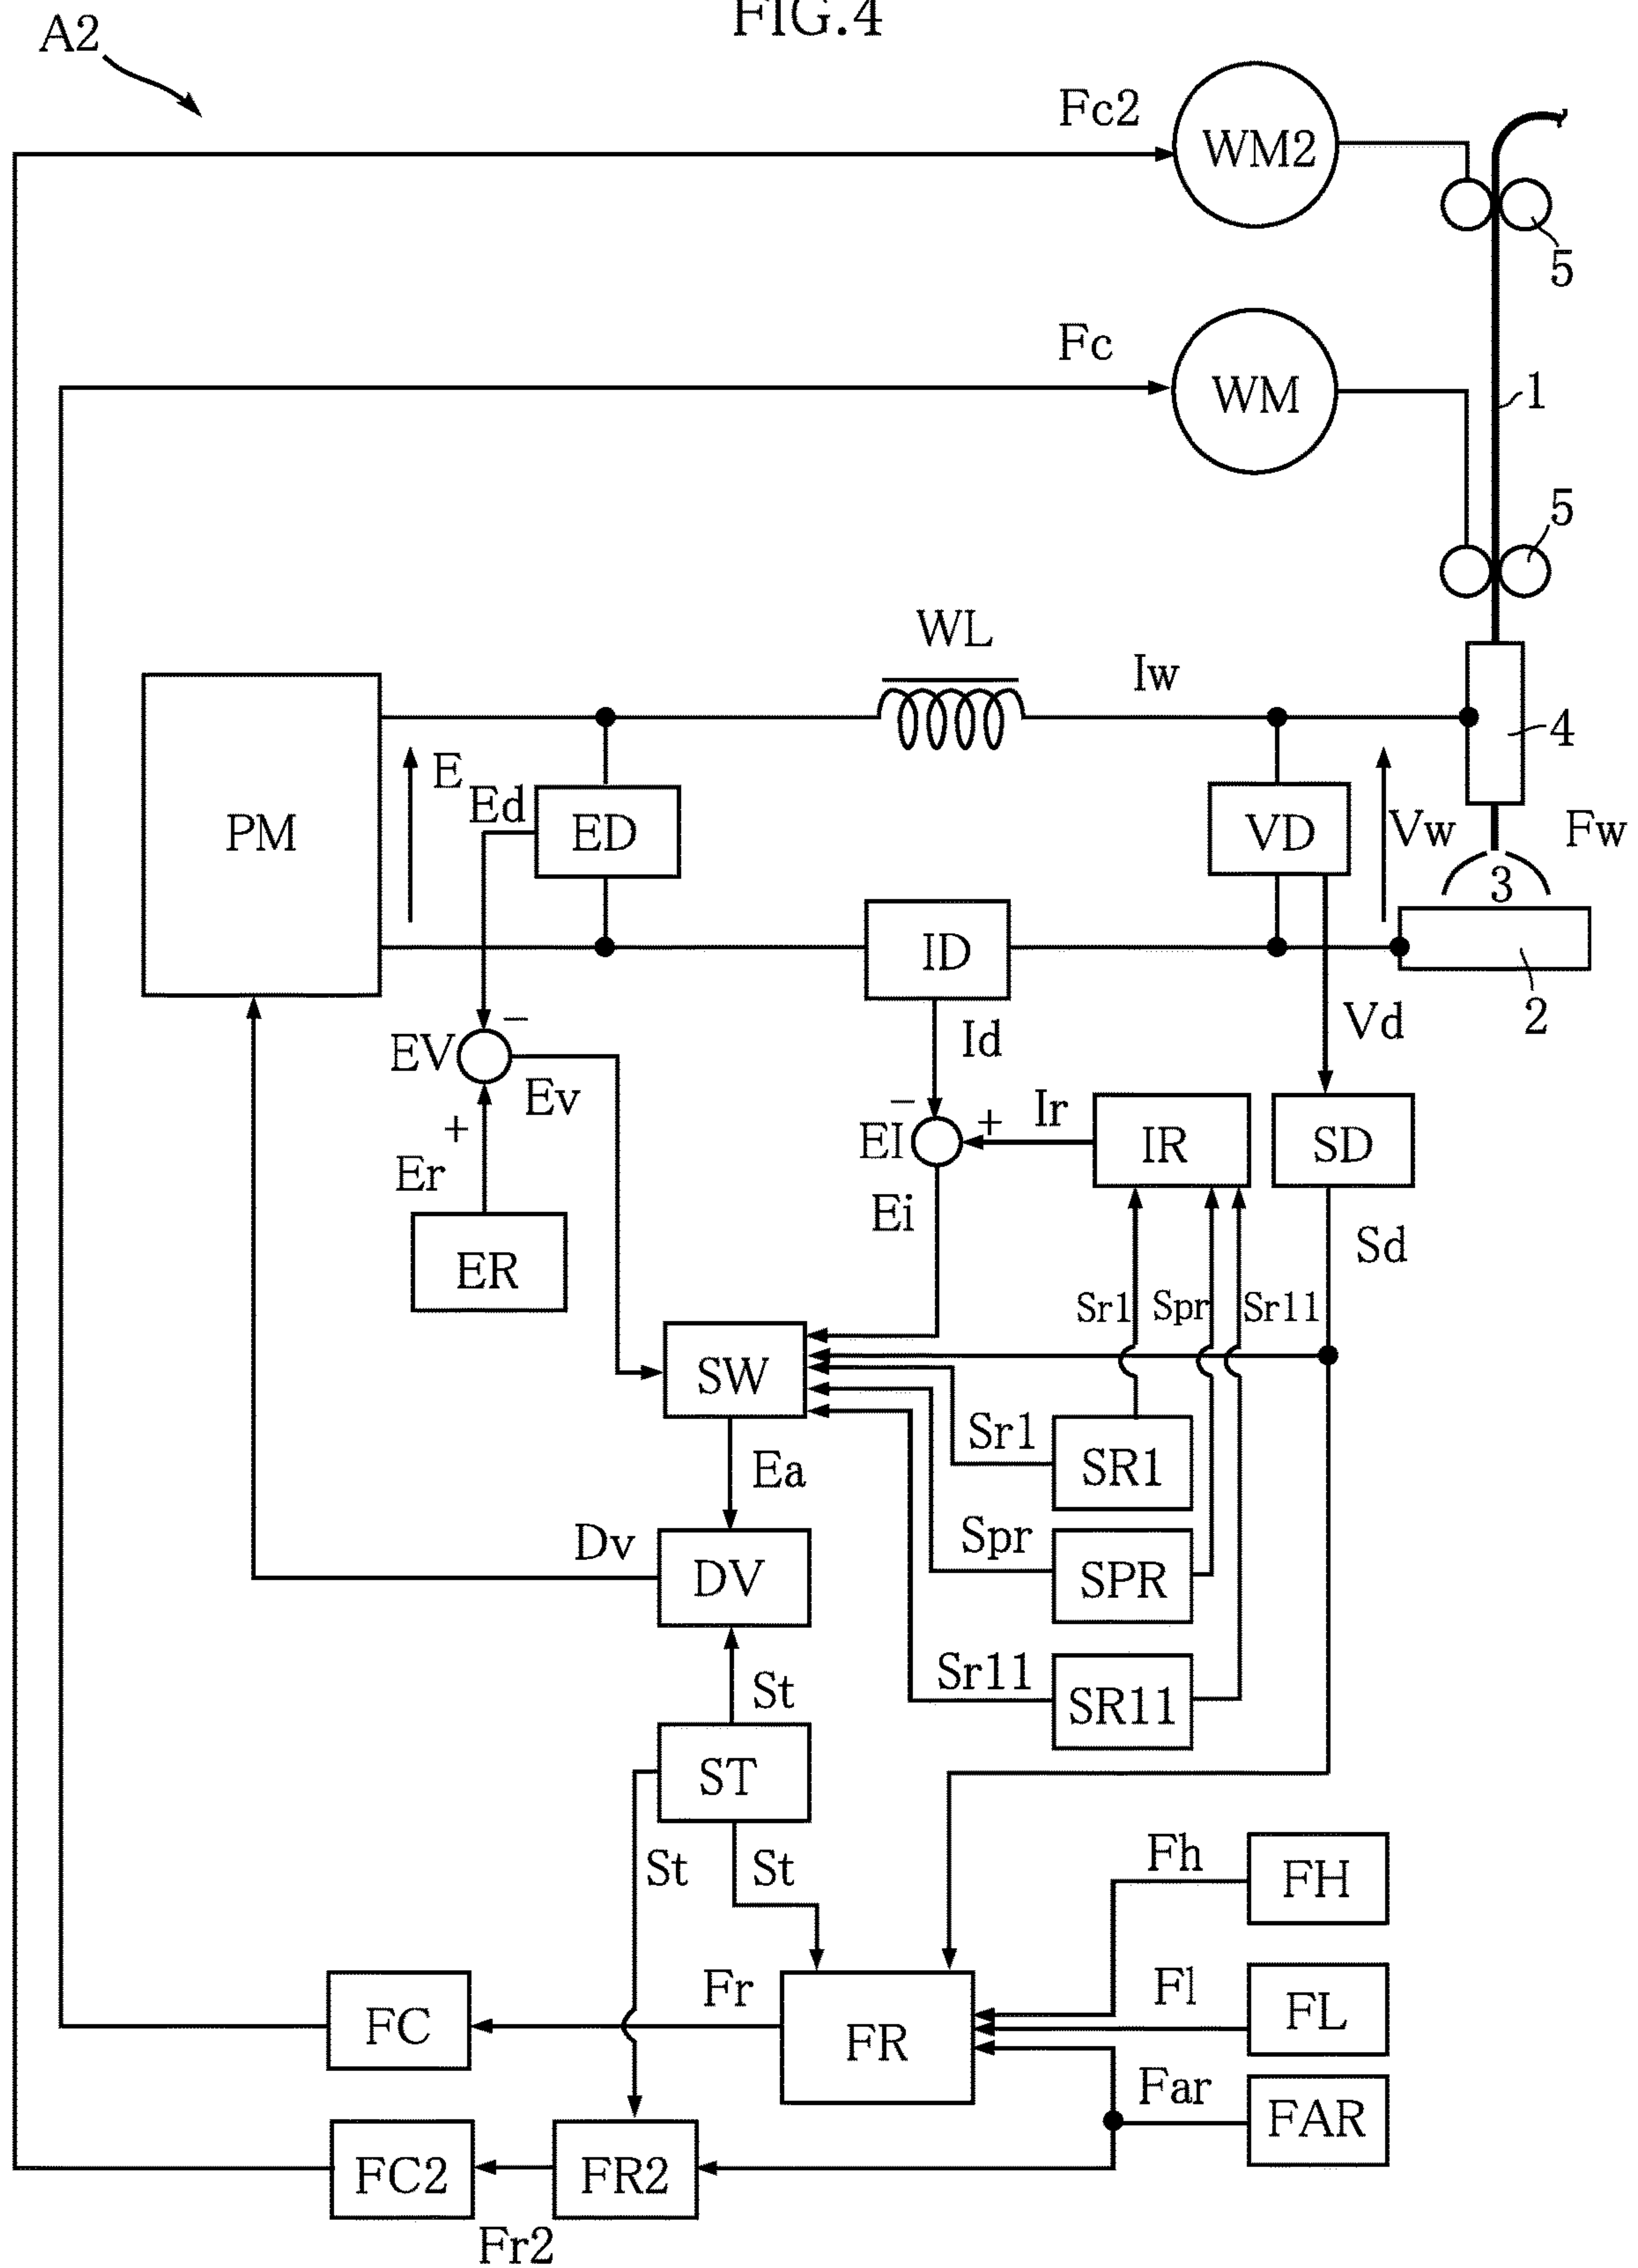 FIG.4
A2
Fc2
WM2
5
Fc
WM
1
5
WL
Iw
4
PM
E
Ed
ED
VD
Vw
Fw
3
ID
2
Id
Vd
−
EV
Ev
+
Er
ER
−
EI
+
Ir
IR
SD
Ei
Sd
Sr1
Spr
Sr11
SW
Sr1
SR1
Ea
Spr
SPR
Dv
DV
Sr11
SR11
St
ST
St
St
Fh
FH
Fr
Fl
FL
FC
FR
Far
FAR
FC2
FR2
Fr2